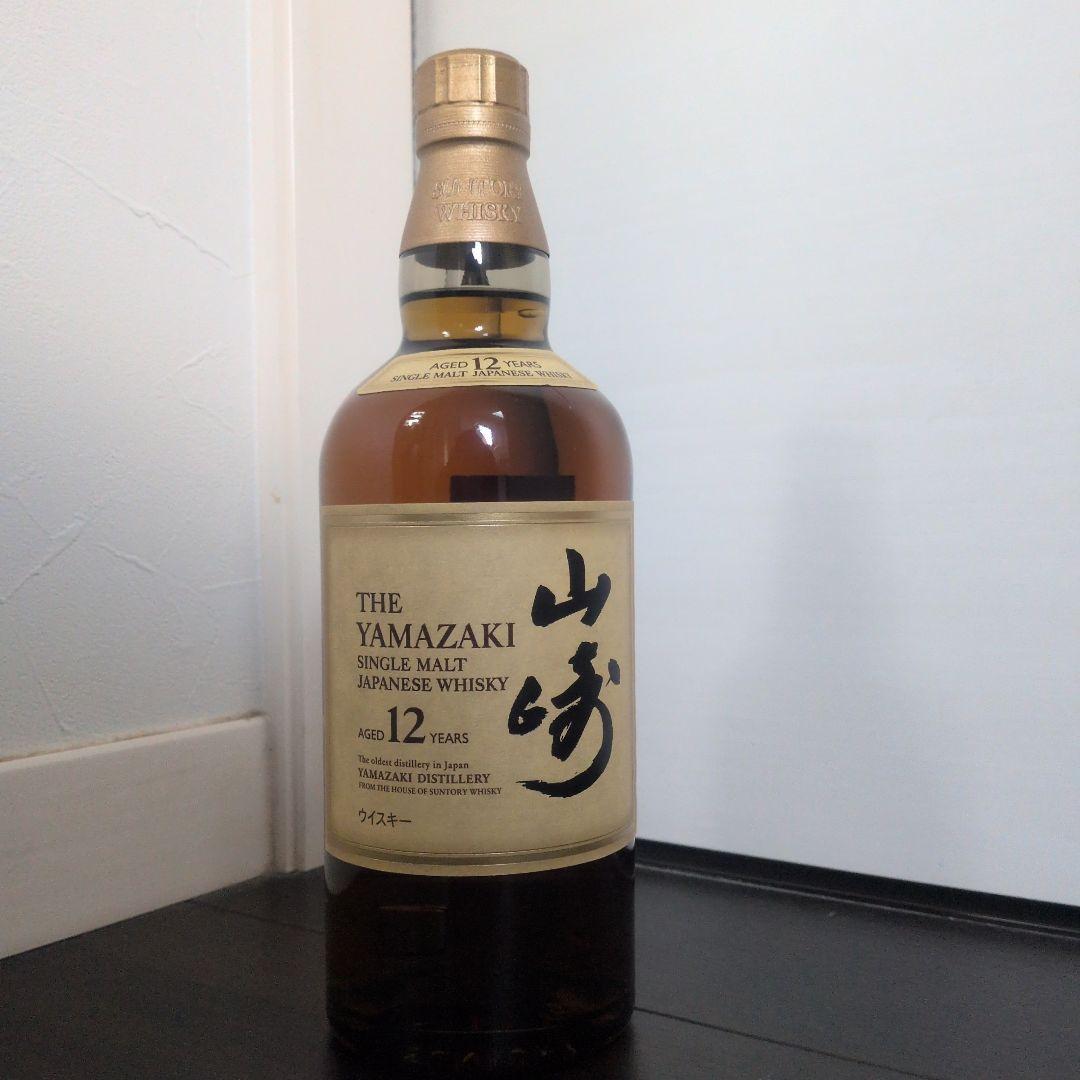 SUNTORY
WHISKY
AGED 12 YEARS
SINGLE MALT JAPANESE WHISKY
THE
YAMAZAKI
SINGLE MALT
JAPANESE WHISKY
AGED 12 YEARS
The oldest distillery in Japan
YAMAZAKI DISTILLERY
FROM THE HOUSE OF SUNTORY WHISKY
ウイスキー
山崎